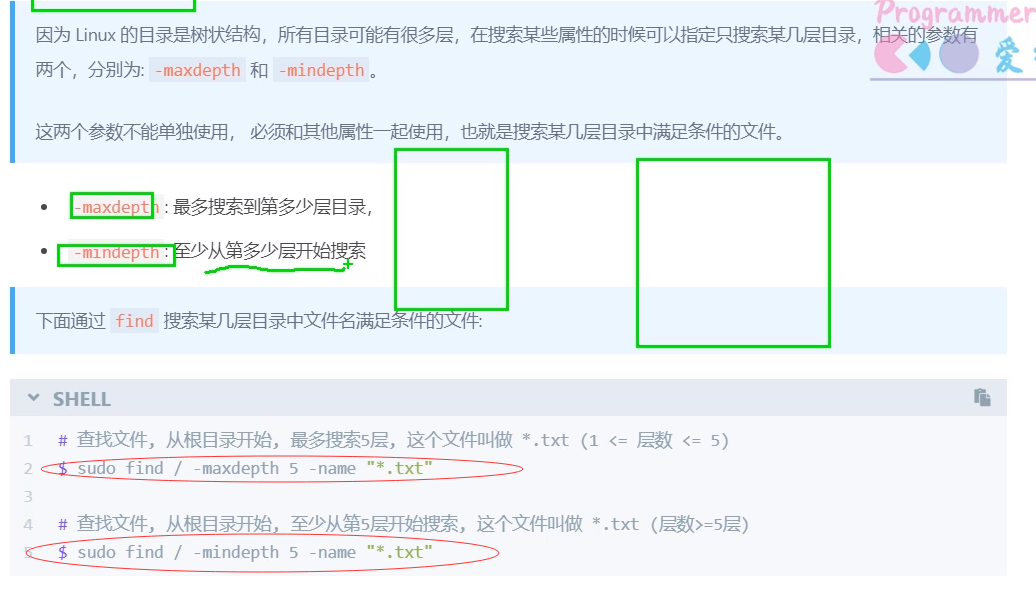 Programmer
因为 Linux 的目录是树状结构，所有目录可能有很多层，在搜索某些属性的时候可以指定只搜索某几层目录，相关的参数有
两个，分别为: -maxdepth 和 -mindepth 。
爱
这两个参数不能单独使用， 必须和其他属性一起使用，也就是搜索某几层目录中满足条件的文件。
-maxdepth : 最多搜索到第多少层目录，
-mindepth : 至少从第多少层开始搜索
下面通过 find 搜索某几层目录中文件名满足条件的文件:
SHELL
1 # 查找文件, 从根目录开始, 最多搜索5层, 这个文件叫做 *.txt (1 <= 层数 <= 5)
2 $ sudo find / -maxdepth 5 -name "*.txt"
3
4 # 查找文件, 从根目录开始, 至少从第5层开始搜索, 这个文件叫做 *.txt (层数>=5层)
5 $ sudo find / -mindepth 5 -name "*.txt"